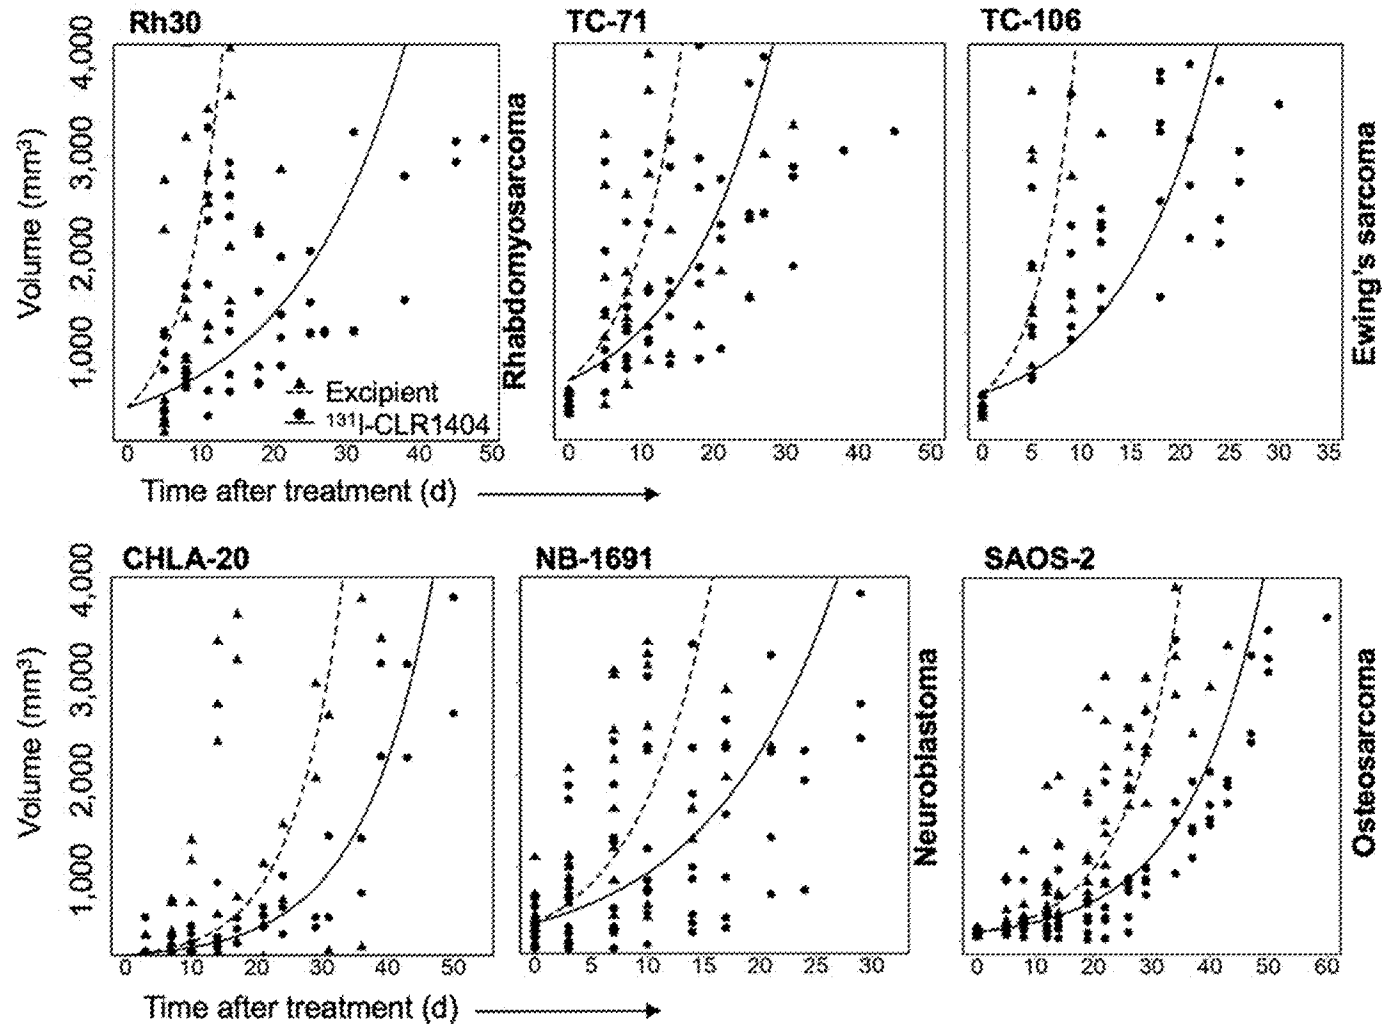 Rh30
TC-71
TC-106
4,000
3,000
2,000
1,000
Volume (mm³)
Excipient
¹³¹I-CLR1404
Rhabdomyosarcoma
Ewing's sarcoma
0 10 20 30 40 50
0 10 20 30 40 50
0 5 10 15 20 25 30 35
Time after treatment (d)
CHLA-20
NB-1691
SAOS-2
4,000
3,000
2,000
1,000
Volume (mm³)
Neuroblastoma
Osteosarcoma
0 10 20 30 40 50
0 5 10 15 20 25 30
0 10 20 30 40 50 60
Time after treatment (d)